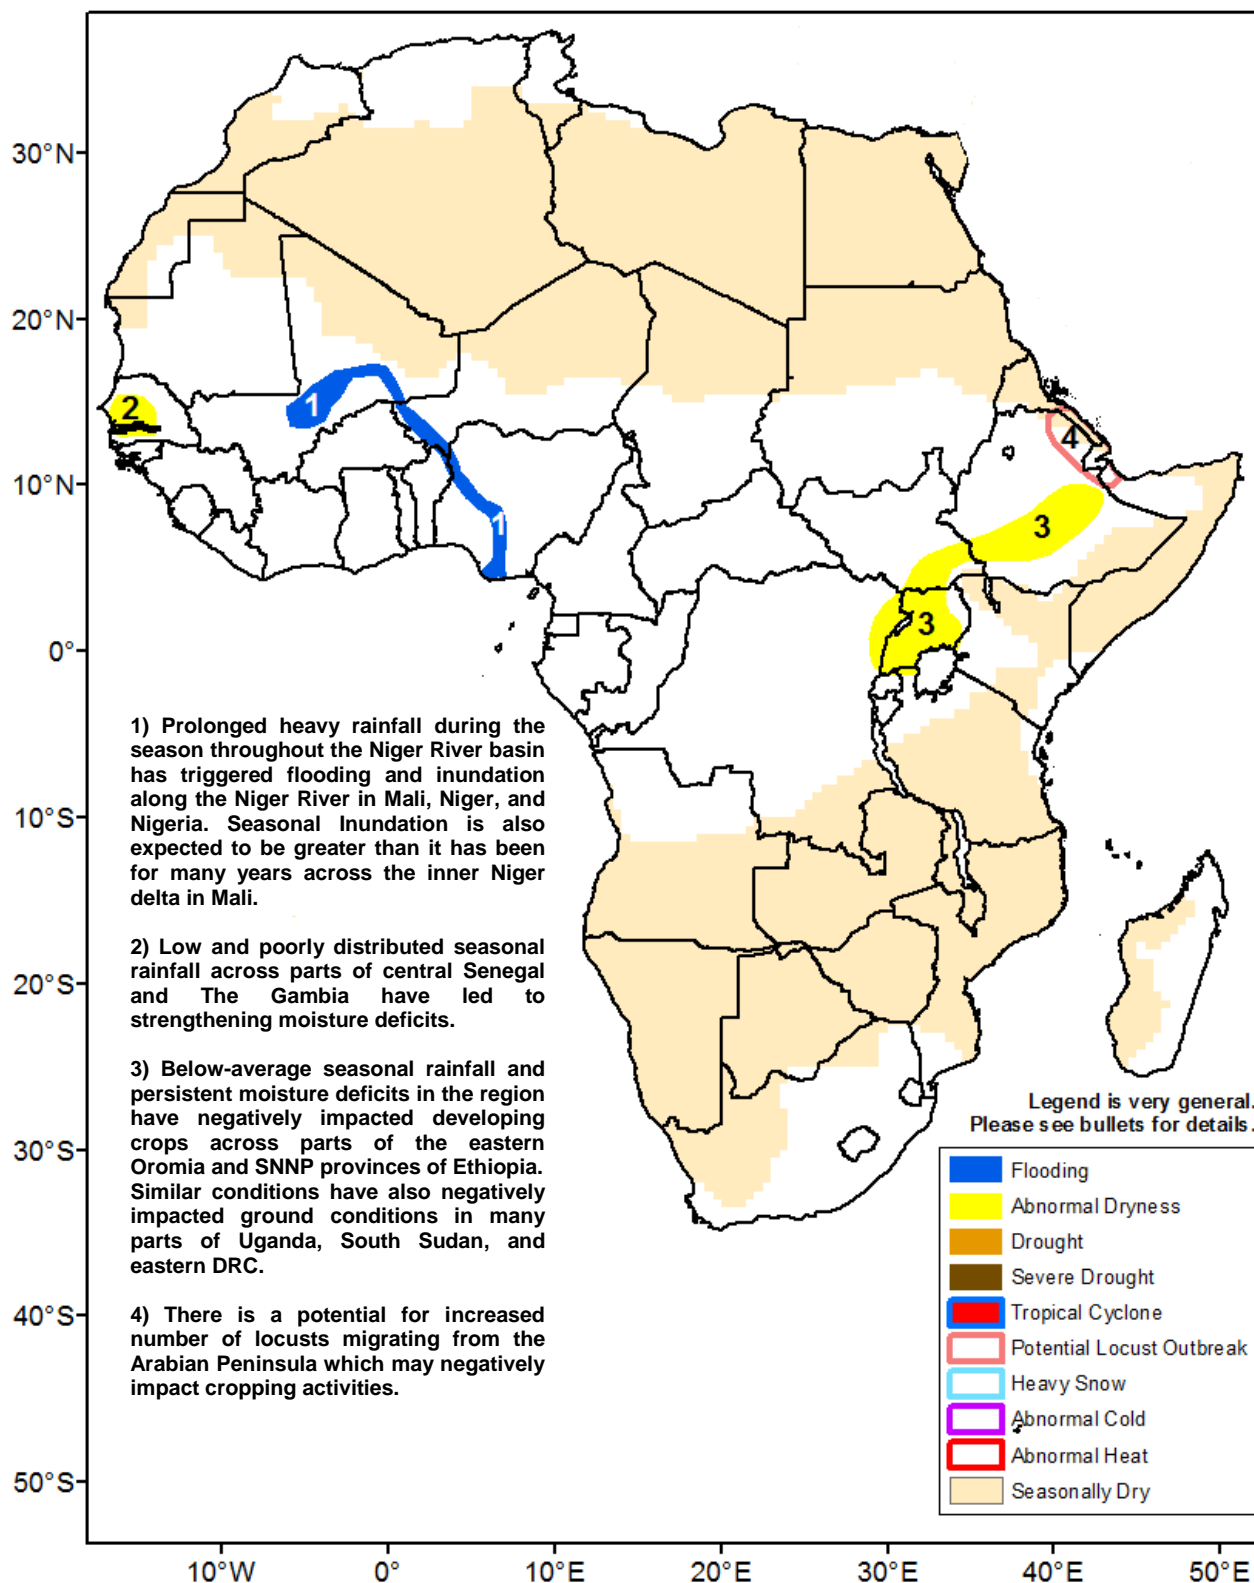 30°N
20°N
10°N
0°
10°S
20°S
30°S
40°S
50°S
1
1
2
3
3
4
1) Prolonged heavy rainfall during the
season throughout the Niger River basin
has triggered flooding and inundation
along the Niger River in Mali, Niger, and
Nigeria. Seasonal Inundation is also
expected to be greater than it has been
for many years across the inner Niger
delta in Mali.
2) Low and poorly distributed seasonal
rainfall across parts of central Senegal
and The Gambia have led to
strengthening moisture deficits.
3) Below-average seasonal rainfall and
persistent moisture deficits in the region
have negatively impacted developing
crops across parts of the eastern
Oromia and SNNP provinces of Ethiopia.
Similar conditions have also negatively
impacted ground conditions in many
parts of Uganda, South Sudan, and
eastern DRC.
4) There is a potential for increased
number of locusts migrating from the
Arabian Peninsula which may negatively
impact cropping activities.
Legend is very general.
Please see bullets for details.
Flooding
Abnormal Dryness
Drought
Severe Drought
Tropical Cyclone
Potential Locust Outbreak
Heavy Snow
Abnormal Cold
Abnormal Heat
Seasonally Dry
10°W 0° 10°E 20°E 30°E 40°E 50°E